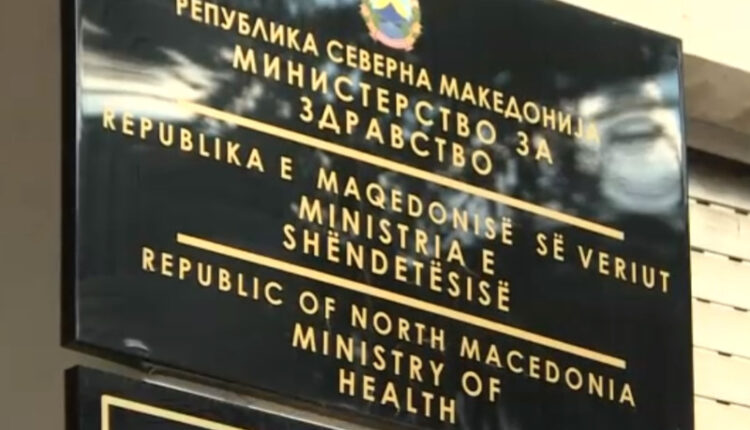 РЕПУБЛИКА СЕВЕРНА МАКЕДОНИЈА
МИНИСТЕРСТВО ЗА
ЗДРАВСТВО
REPUBLIKA E MAQEDONISË SË VERIUT
MINISTRIA E
SHËNDETËSISË
REPUBLIC OF NORTH MACEDONIA
MINISTRY OF
HEALTH